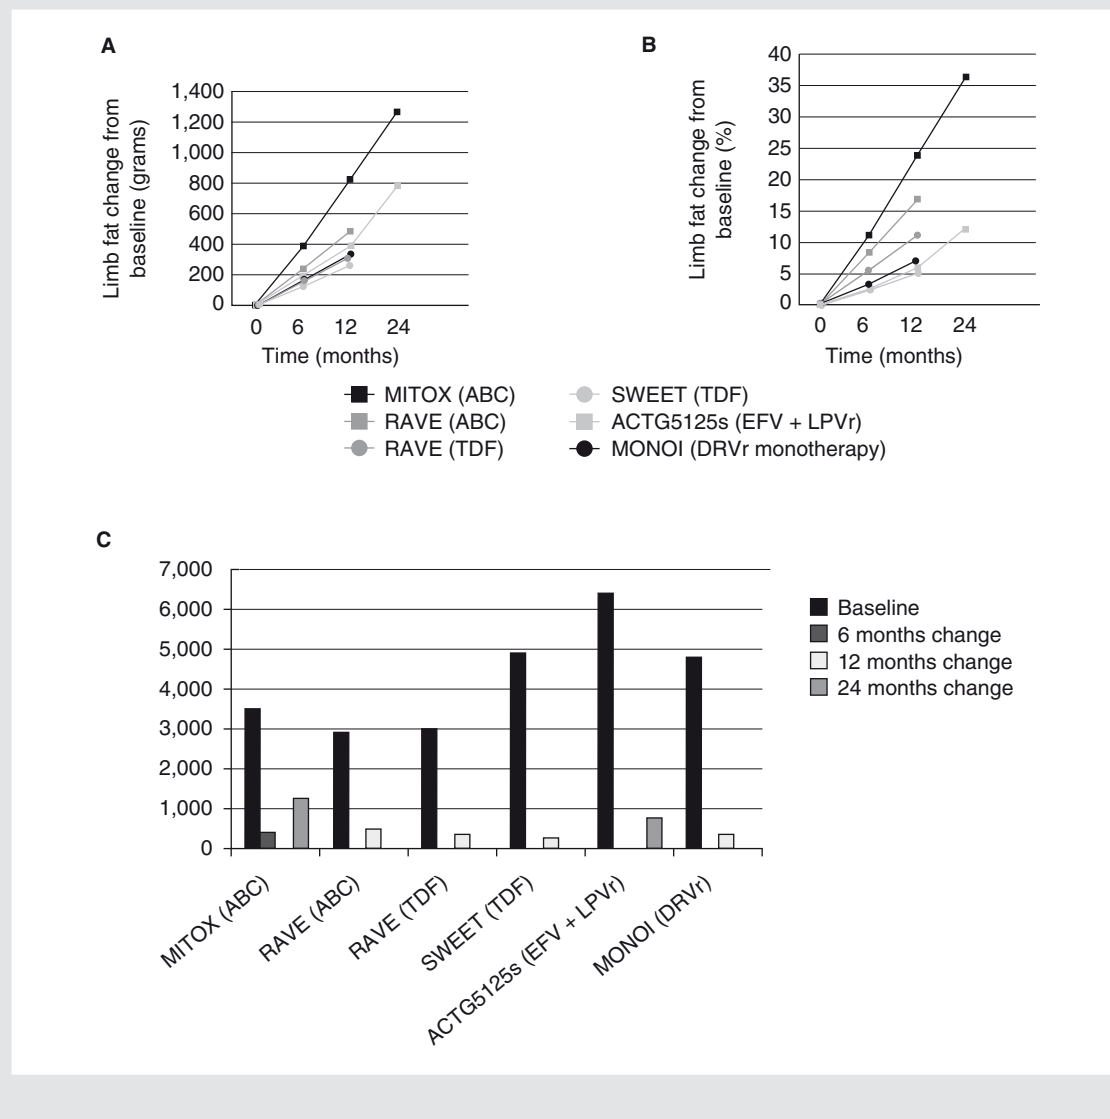 A
Limb fat change from
baseline (grams)
1,400
1,200
1,000
800
600
400
200
0
0 6 12 24
Time (months)
B
Limb fat change from
baseline (%)
40
35
30
25
20
15
10
5
0
0 6 12 24
Time (months)
MITOX (ABC)
RAVE (ABC)
RAVE (TDF)
SWEET (TDF)
ACTG5125s (EFV + LPVr)
MONOI (DRVr monotherapy)
C
7,000
6,000
5,000
4,000
3,000
2,000
1,000
0
MITOX (ABC)
RAVE (ABC)
RAVE (TDF)
SWEET (TDF)
ACTG5125s (EFV + LPVr)
MONOI (DRVr)
Baseline
6 months change
12 months change
24 months change